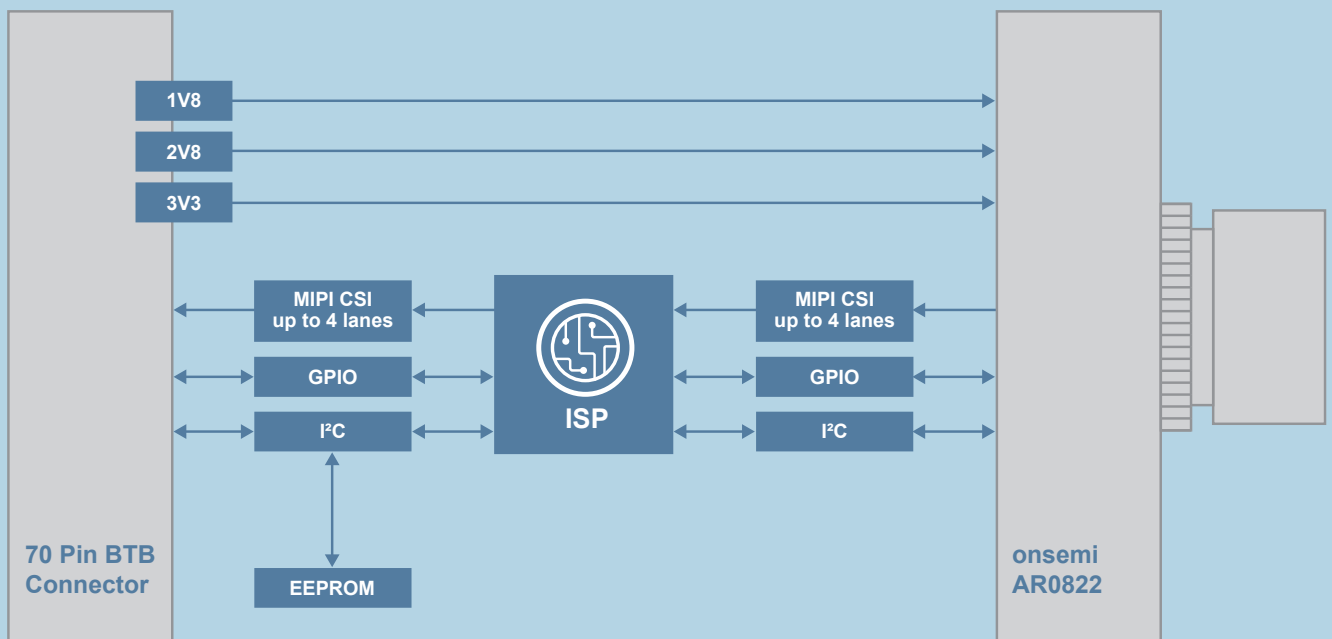 1V8
2V8
3V3
MIPI CSI
up to 4 lanes
GPIO
I²C
ISP
MIPI CSI
up to 4 lanes
GPIO
I²C
EEPROM
70 Pin BTB
Connector
onsemi
AR0822